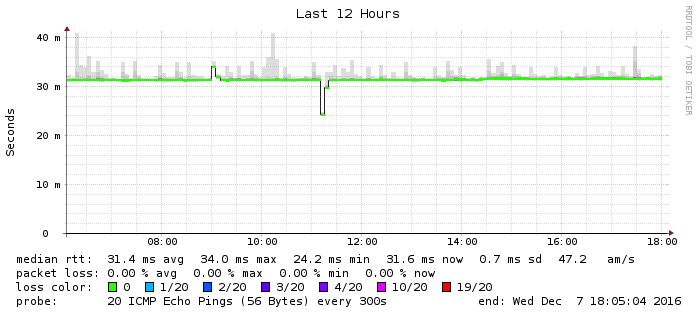 Last 12 Hours
RRDTOOL / TOBI OETIKER
Seconds
40 m
30 m
20 m
10 m
0
08:00 10:00 12:00 14:00 16:00 18:00
median rtt: 31.4 ms avg 34.0 ms max 24.2 ms min 31.6 ms now 0.7 ms sd 47.2 am/s
packet loss: 0.00 % avg 0.00 % max 0.00 % min 0.00 % now
loss color: 0 1/20 2/20 3/20 4/20 10/20 19/20
probe: 20 ICMP Echo Pings (56 Bytes) every 300s end: Wed Dec 7 18:05:04 2016